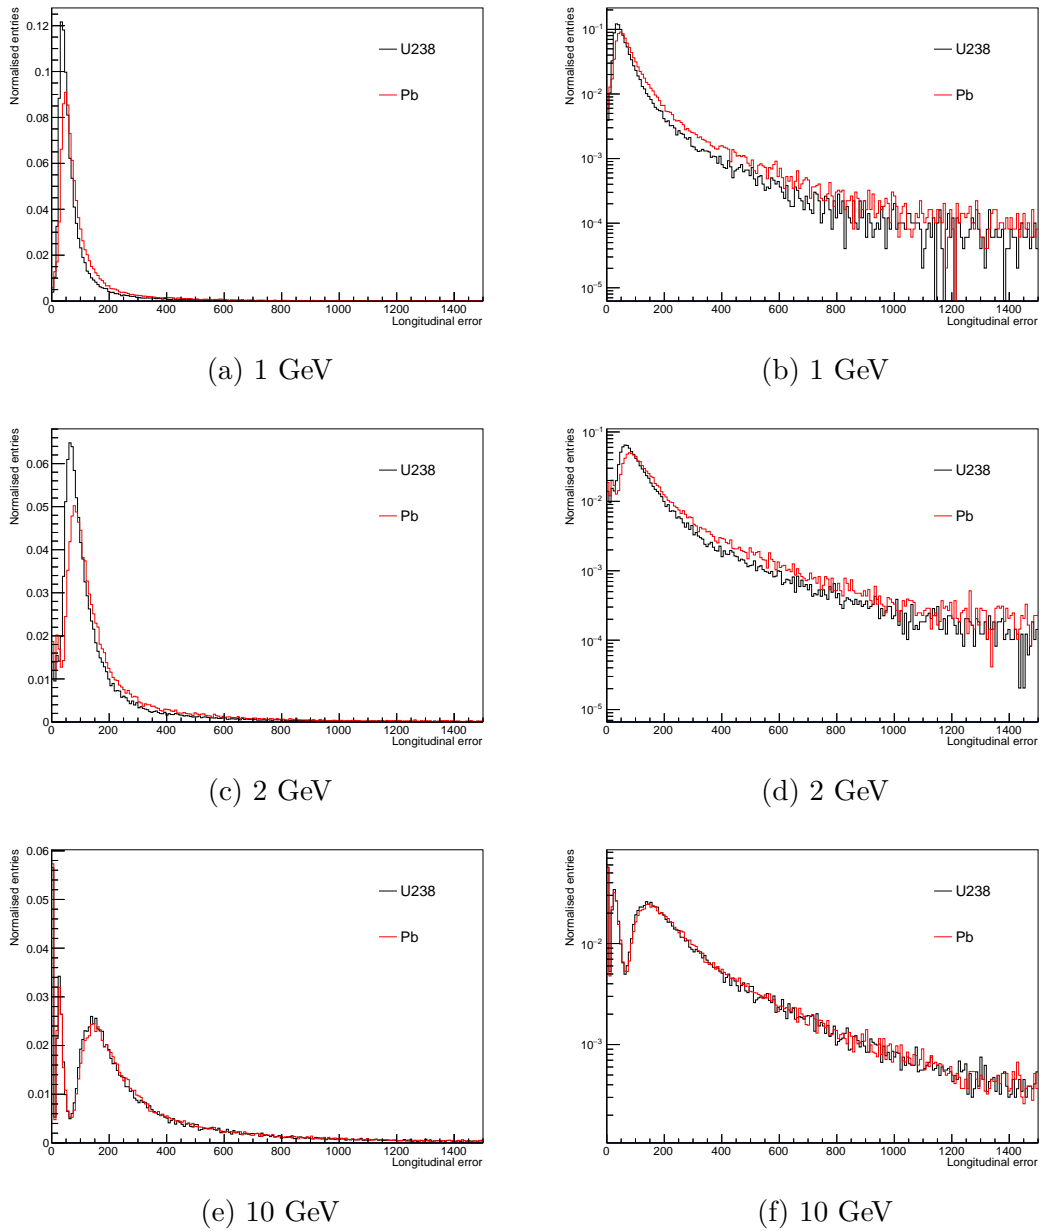 Normalised entries
0.12
0.1
0.08
0.06
0.04
0.02
0
U238
Pb
0 200 400 600 800 1000 1200 1400
Longitudinal error
(a) 1 GeV
Normalised entries
10⁻¹
10⁻²
10⁻³
10⁻⁴
10⁻⁵
U238
Pb
0 200 400 600 800 1000 1200 1400
Longitudinal error
(b) 1 GeV
Normalised entries
0.06
0.05
0.04
0.03
0.02
0.01
0
U238
Pb
0 200 400 600 800 1000 1200 1400
Longitudinal error
(c) 2 GeV
Normalised entries
10⁻¹
10⁻²
10⁻³
10⁻⁴
10⁻⁵
U238
Pb
0 200 400 600 800 1000 1200 1400
Longitudinal error
(d) 2 GeV
Normalised entries
0.06
0.05
0.04
0.03
0.02
0.01
0
U238
Pb
0 200 400 600 800 1000 1200 1400
Longitudinal error
(e) 10 GeV
Normalised entries
10⁻²
10⁻³
U238
Pb
0 200 400 600 800 1000 1200 1400
Longitudinal error
(f) 10 GeV